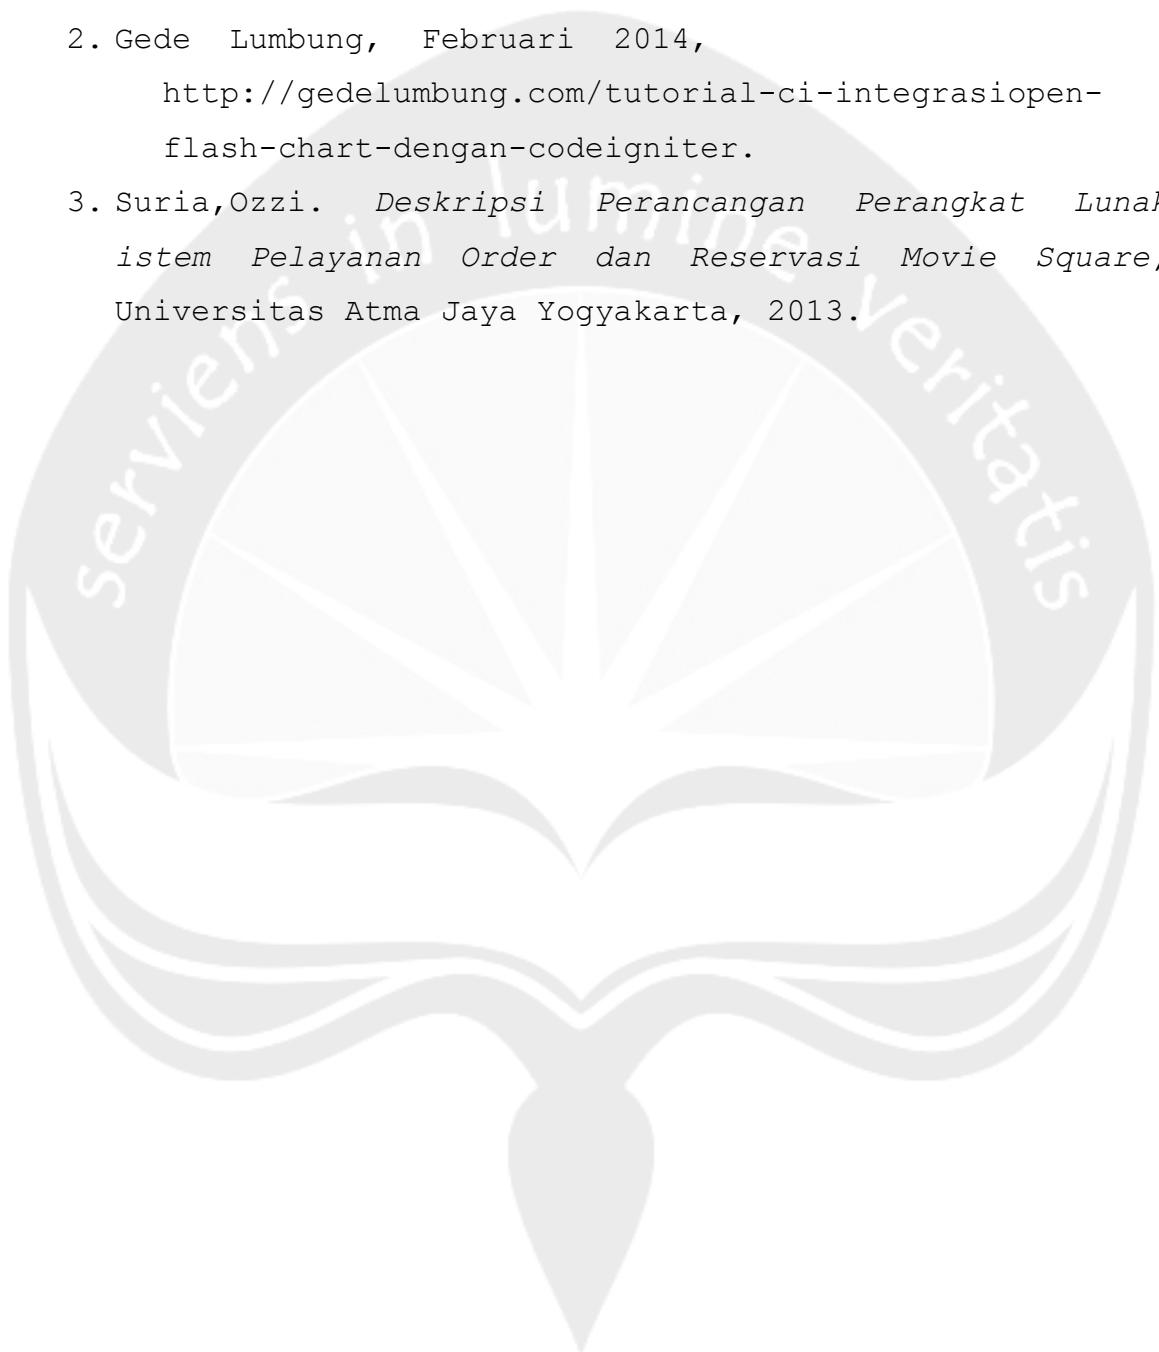 2. Gede Lumbung, Februari 2014,
http://gedelumbung.com/tutorial-ci-integrasiopen-
flash-chart-dengan-codeigniter.
3. Suria,Ozzi. Deskripsi Perancangan Perangkat Lunak
istem Pelayanan Order dan Reservasi Movie Square,
Universitas Atma Jaya Yogyakarta, 2013.
serviens in lumine veritatis